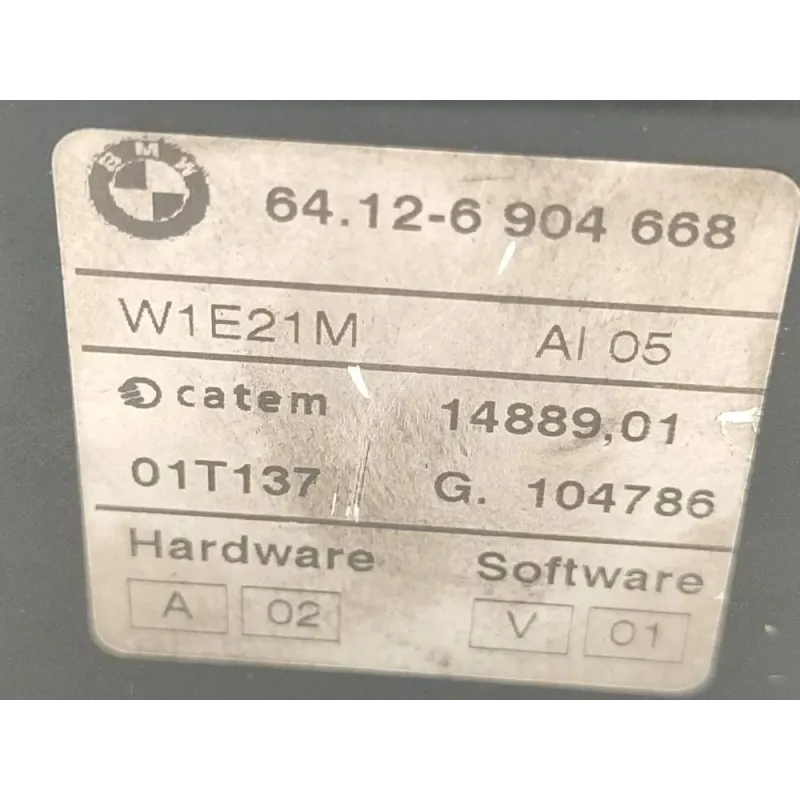 BMW
64.12-6 904 668
W1E21M AI 05
catem 14889,01
01T137 G. 104786
Hardware Software
A 02 V 01